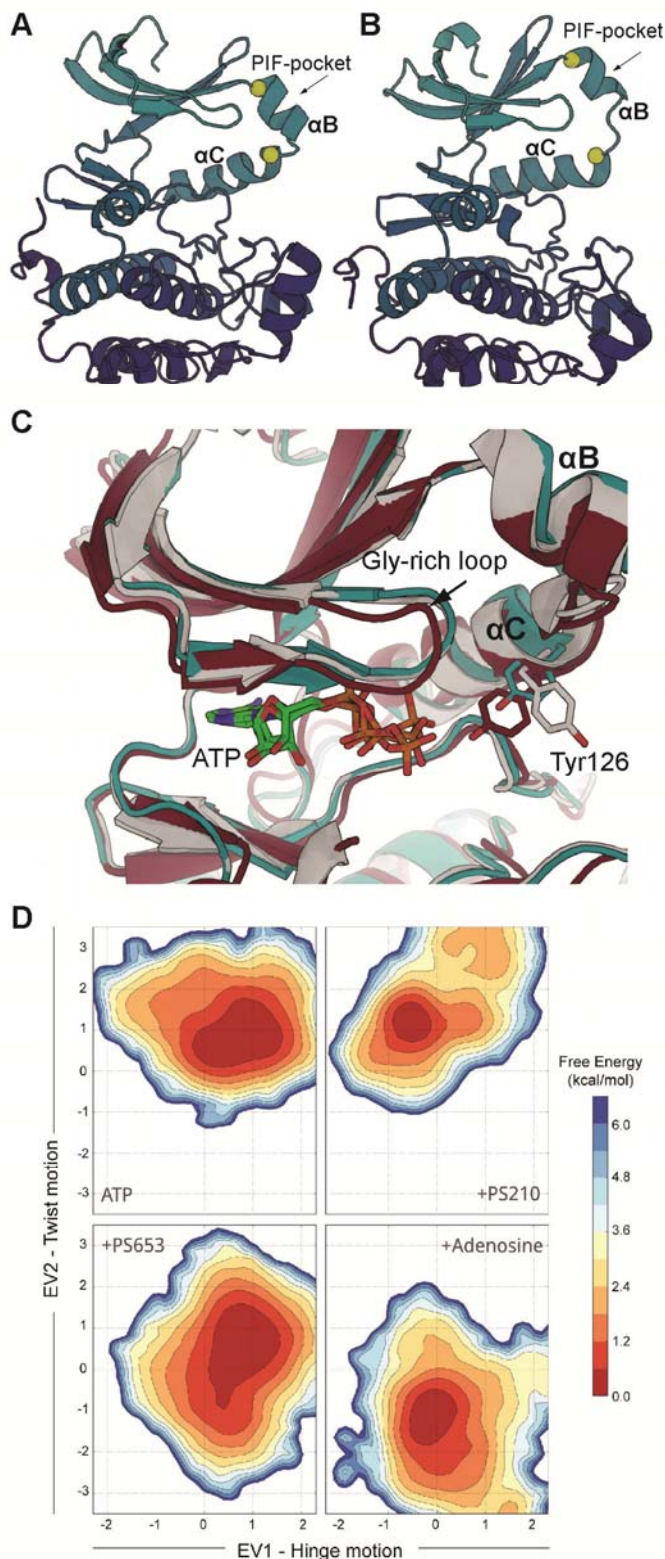 A
B
PIF-pocket
PIF-pocket
αB
αB
αC
αC
C
αB
Gly-rich loop
αC
ATP
Tyr126
D
3
2
1
0
-1
-2
-3
ATP
+PS210
Free Energy
(kcal/mol)
6.0
4.8
3.6
2.4
1.2
0.0
EV2 - Twist motion
+PS653
+Adenosine
3
2
1
0
-1
-2
-3
-2 -1 0 1 2 -2 -1 0 1 2
EV1 - Hinge motion